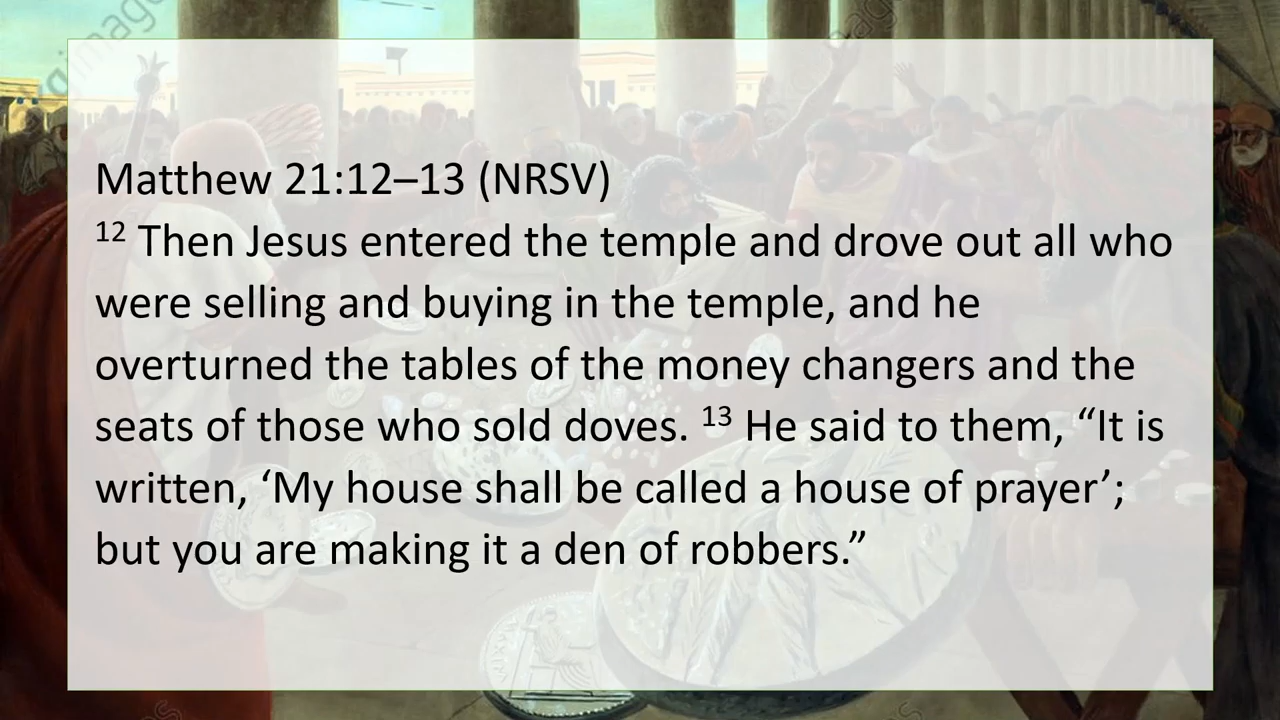 Matthew 21:12–13 (NRSV)
¹² Then Jesus entered the temple and drove out all who
were selling and buying in the temple, and he
overturned the tables of the money changers and the
seats of those who sold doves. ¹³ He said to them, “It is
written, ‘My house shall be called a house of prayer’;
but you are making it a den of robbers.”